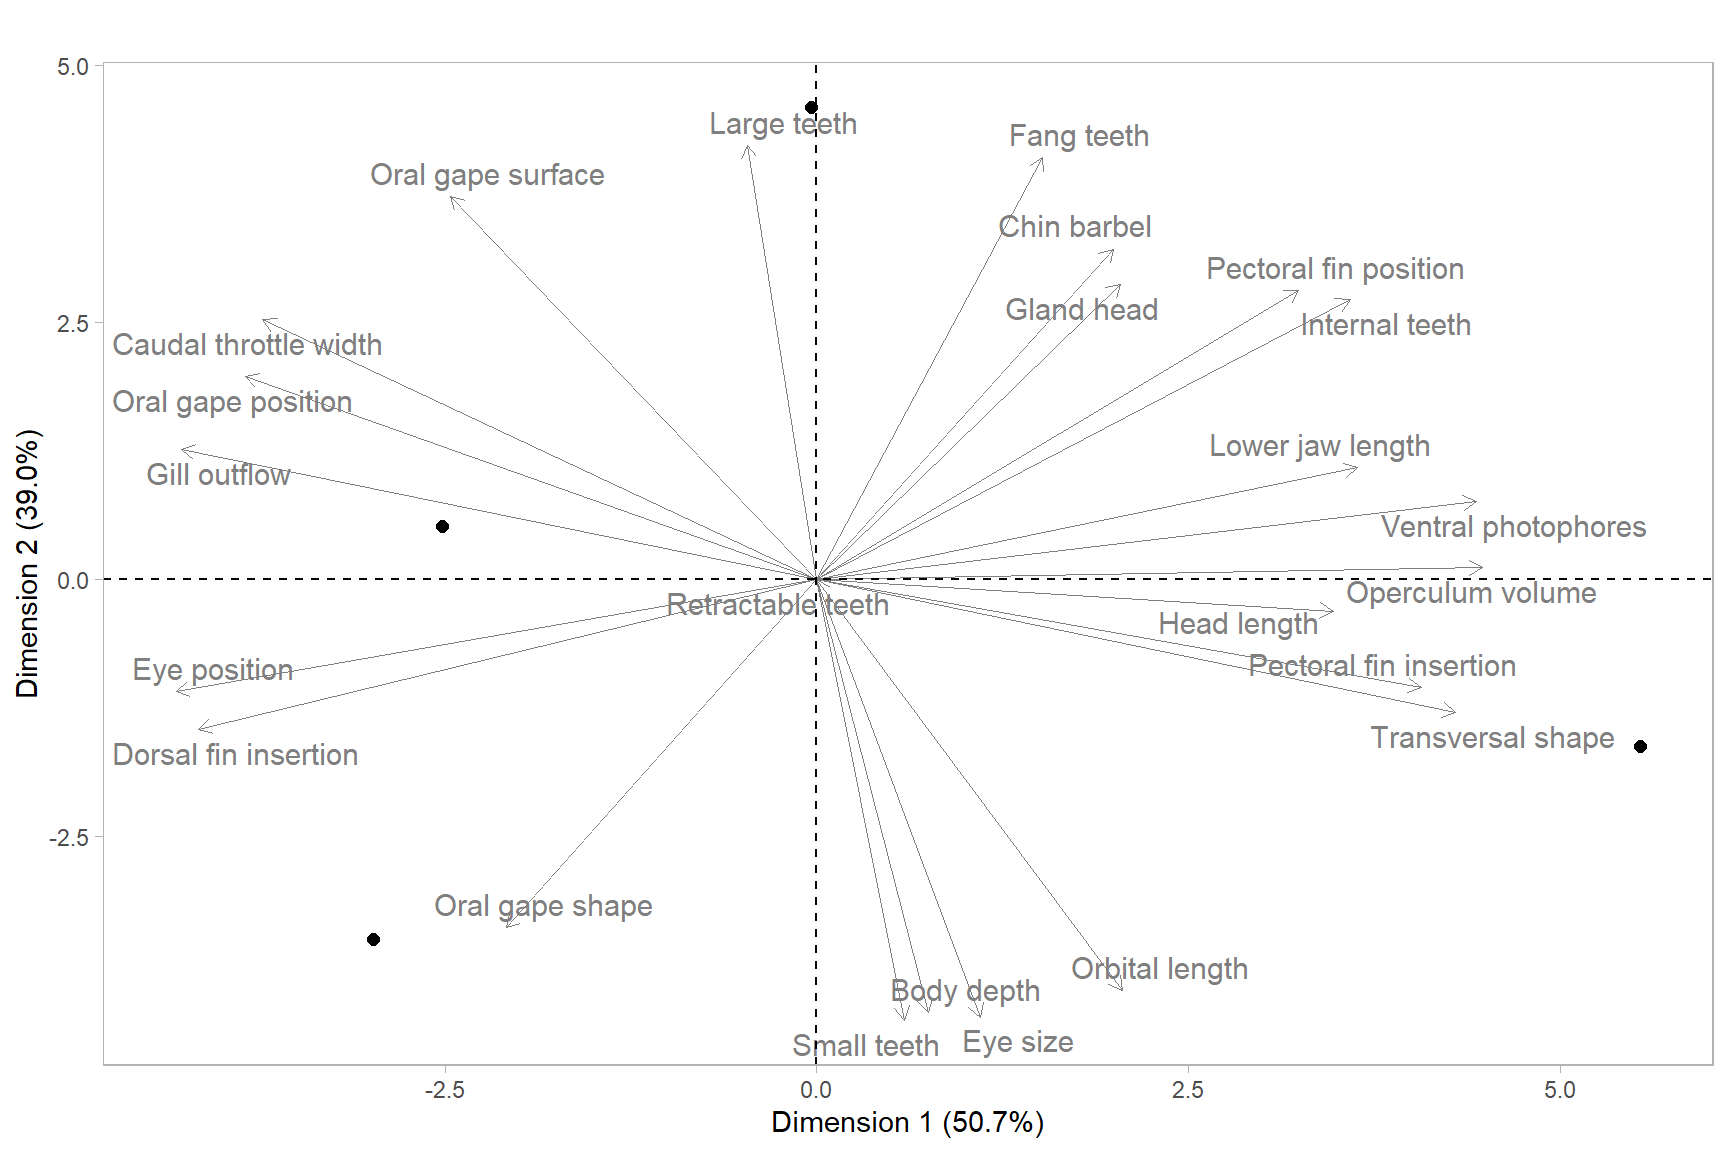 5.0
Large teeth
Fang teeth
Oral gape surface
Chin barbel
Pectoral fin position
Gland head
Internal teeth
2.5
Caudal throttle width
Oral gape position
Lower jaw length
Gill outflow
Ventral photophores
Dimension 2 (39.0%)
0.0
Operculum volume
Retractable teeth
Head length
Eye position
Pectoral fin insertion
Dorsal fin insertion
Transversal shape
-2.5
Oral gape shape
Orbital length
Body depth
Small teeth
Eye size
-2.5 0.0 2.5 5.0
Dimension 1 (50.7%)